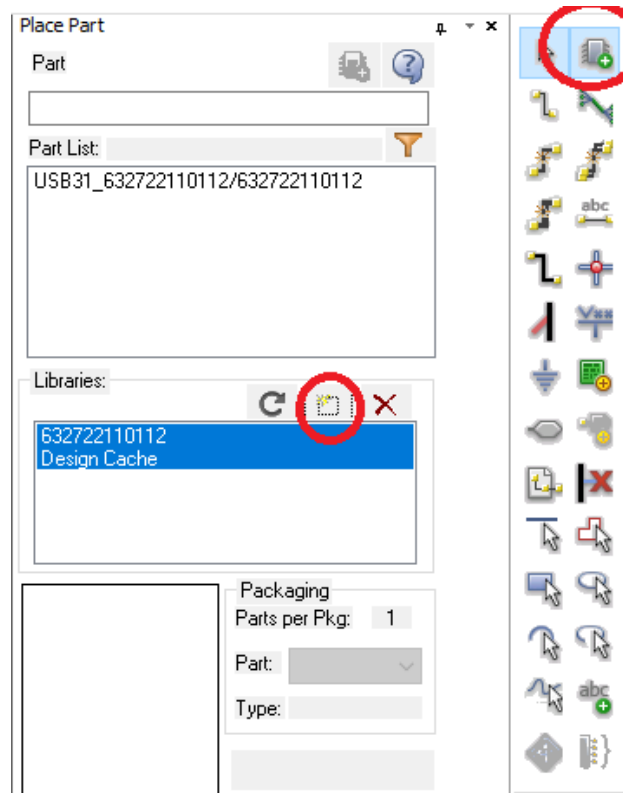 Place Part
Part
Part List:
USB31_632722110112/632722110112
Libraries:
632722110112
Design Cache
Packaging
Parts per Pkg: 1
Part:
Type:
abc
abc